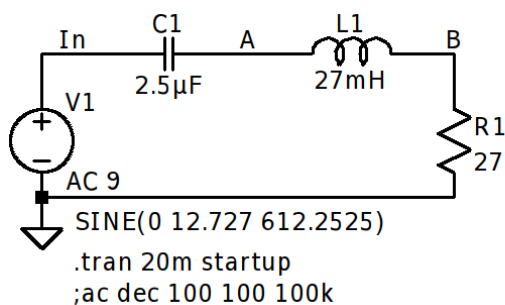 C1
L1
In
A
B
2.5µF
27mH
V1
R1
27
AC 9
SINE(0 12.727 612.2525)
.tran 20m startup
;ac dec 100 100 100k